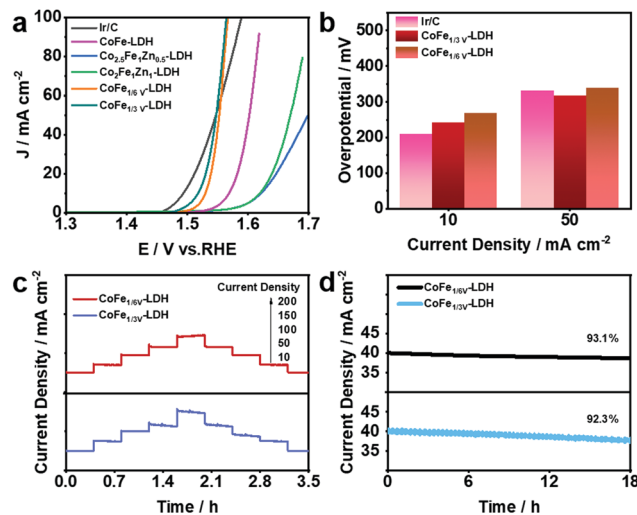 a
Ir/C
CoFe-LDH
Co2.5Fe1Zn0.5-LDH
Co2Fe1Zn1-LDH
CoFe1/6 V-LDH
CoFe1/3 V-LDH
100
80
60
40
20
0
J / mA cm-2
1.3 1.4 1.5 1.6 1.7
E / V vs.RHE
b
Ir/C
CoFe1/3 V-LDH
CoFe1/6 V-LDH
500
400
300
200
100
0
Overpotential / mV
10 50
Current Density / mA cm-2
c
CoFe1/6V-LDH
CoFe1/3V-LDH
Current Density
200
150
100
50
10
Current Density / mA cm-2
0.0 0.7 1.4 2.1 2.8 3.5
Time / h
d
CoFe1/6V-LDH
CoFe1/3V-LDH
45
40
35
93.1%
45
40
35
92.3%
Current Density / mA cm-2
0 6 12 18
Time / h